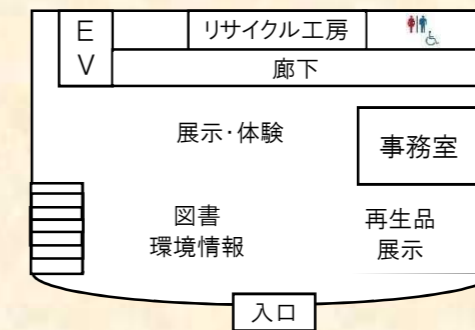 EV
リサイクル工房
廊下
展示・体験
事務室
図書
環境情報
再生品
展示
入口